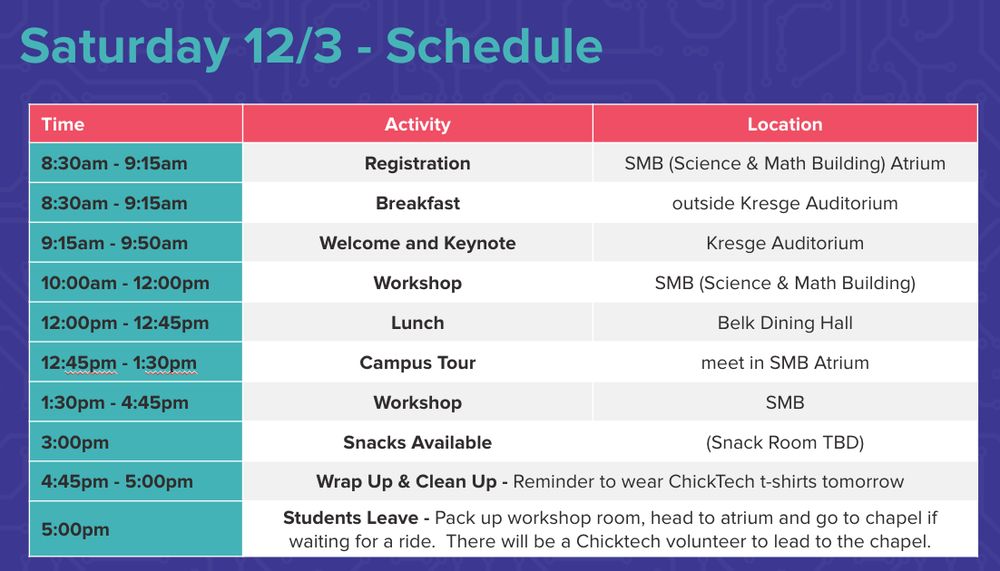 Saturday 12/3 - Schedule
Time Activity Location
8:30am - 9:15am Registration SMB (Science & Math Building) Atrium
8:30am - 9:15am Breakfast outside Kresge Auditorium
9:15am - 9:50am Welcome and Keynote Kresge Auditorium
10:00am - 12:00pm Workshop SMB (Science & Math Building)
12:00pm - 12:45pm Lunch Belk Dining Hall
12:45pm - 1:30pm Campus Tour meet in SMB Atrium
1:30pm - 4:45pm Workshop SMB
3:00pm Snacks Available (Snack Room TBD)
4:45pm - 5:00pm Wrap Up & Clean Up - Reminder to wear ChickTech t-shirts tomorrow
5:00pm Students Leave - Pack up workshop room, head to atrium and go to chapel if
waiting for a ride. There will be a Chicktech volunteer to lead to the chapel.